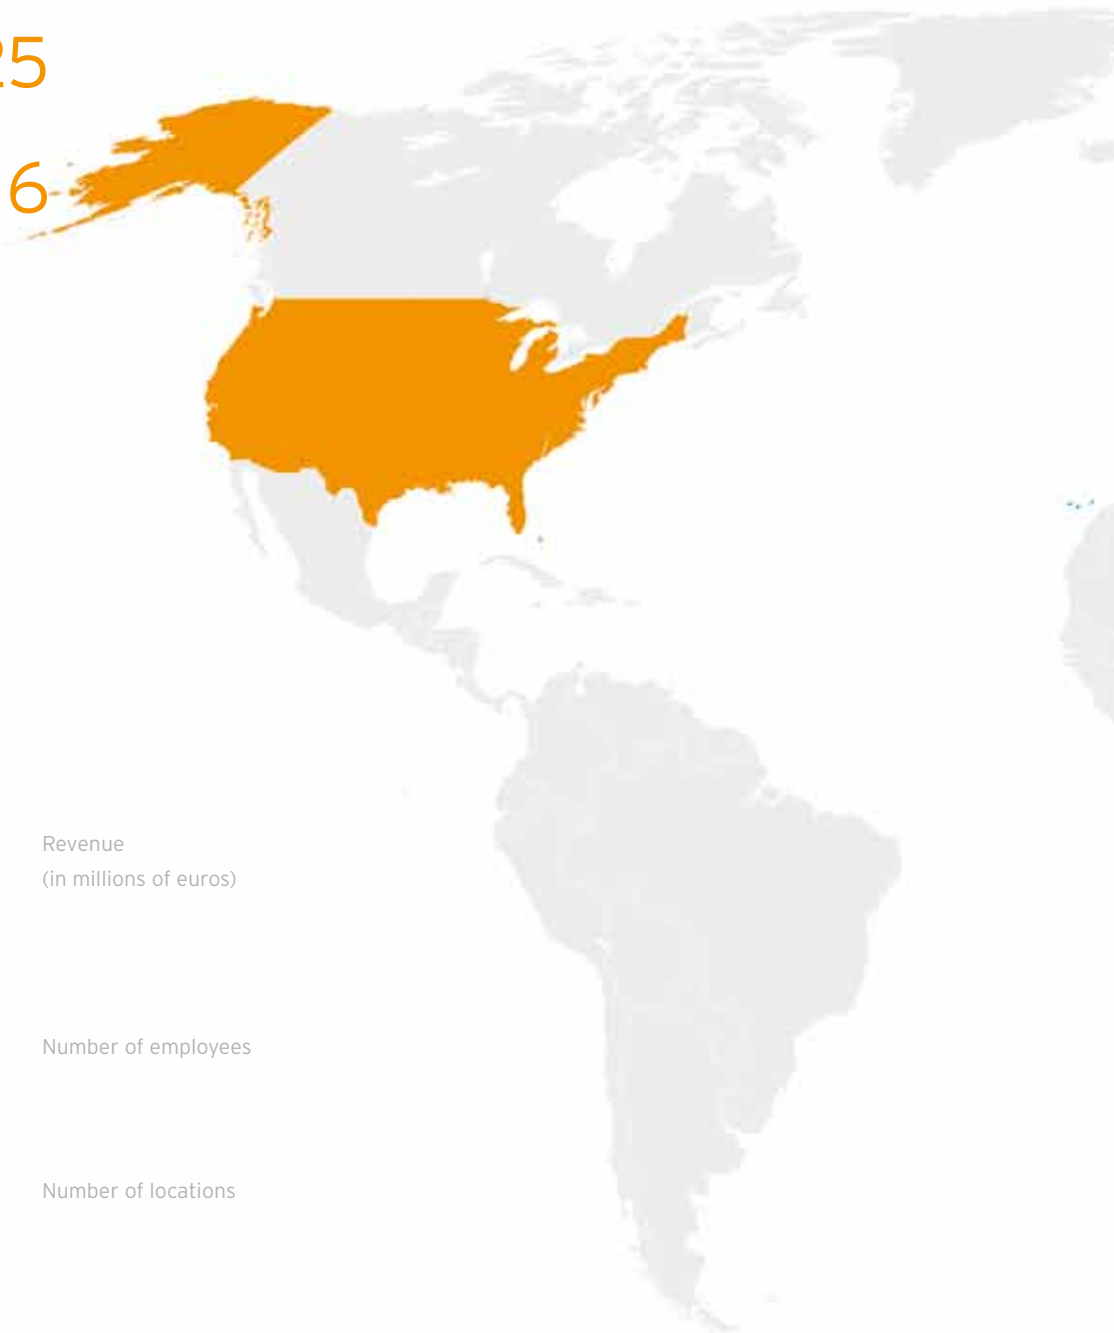 25
6
Revenue
(in millions of euros)
Number of employees
Number of locations